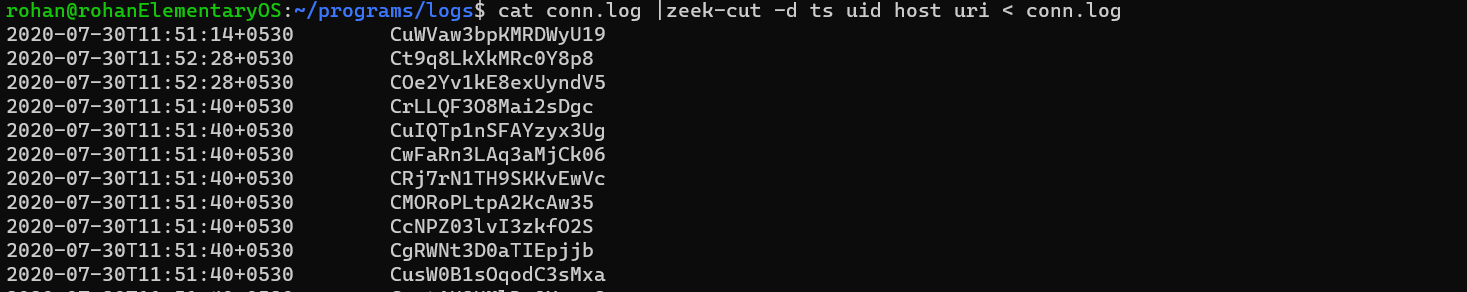 rohan@rohanElementaryOS:~/programs/logs$ cat conn.log |zeek-cut -d ts uid host uri < conn.log
2020-07-30T11:51:14+0530 CuWVaw3bpKMRDWyU19
2020-07-30T11:52:28+0530 Ct9q8LkXkMRc0Y8p8
2020-07-30T11:52:28+0530 COe2Yv1kE8exUyndV5
2020-07-30T11:51:40+0530 CrLLQF3O8Mai2sDgc
2020-07-30T11:51:40+0530 CuIQTp1nSFAYzyx3Ug
2020-07-30T11:51:40+0530 CwFaRn3LAq3aMjCk06
2020-07-30T11:51:40+0530 CRj7rN1TH9SKKvEwVc
2020-07-30T11:51:40+0530 CMORoPLtpA2KcAw35
2020-07-30T11:51:40+0530 CcNPZ03lvI3zkfO2S
2020-07-30T11:51:40+0530 CgRWNt3D0aTIEpjjb
2020-07-30T11:51:40+0530 CusW0B1sOqodC3sMxa